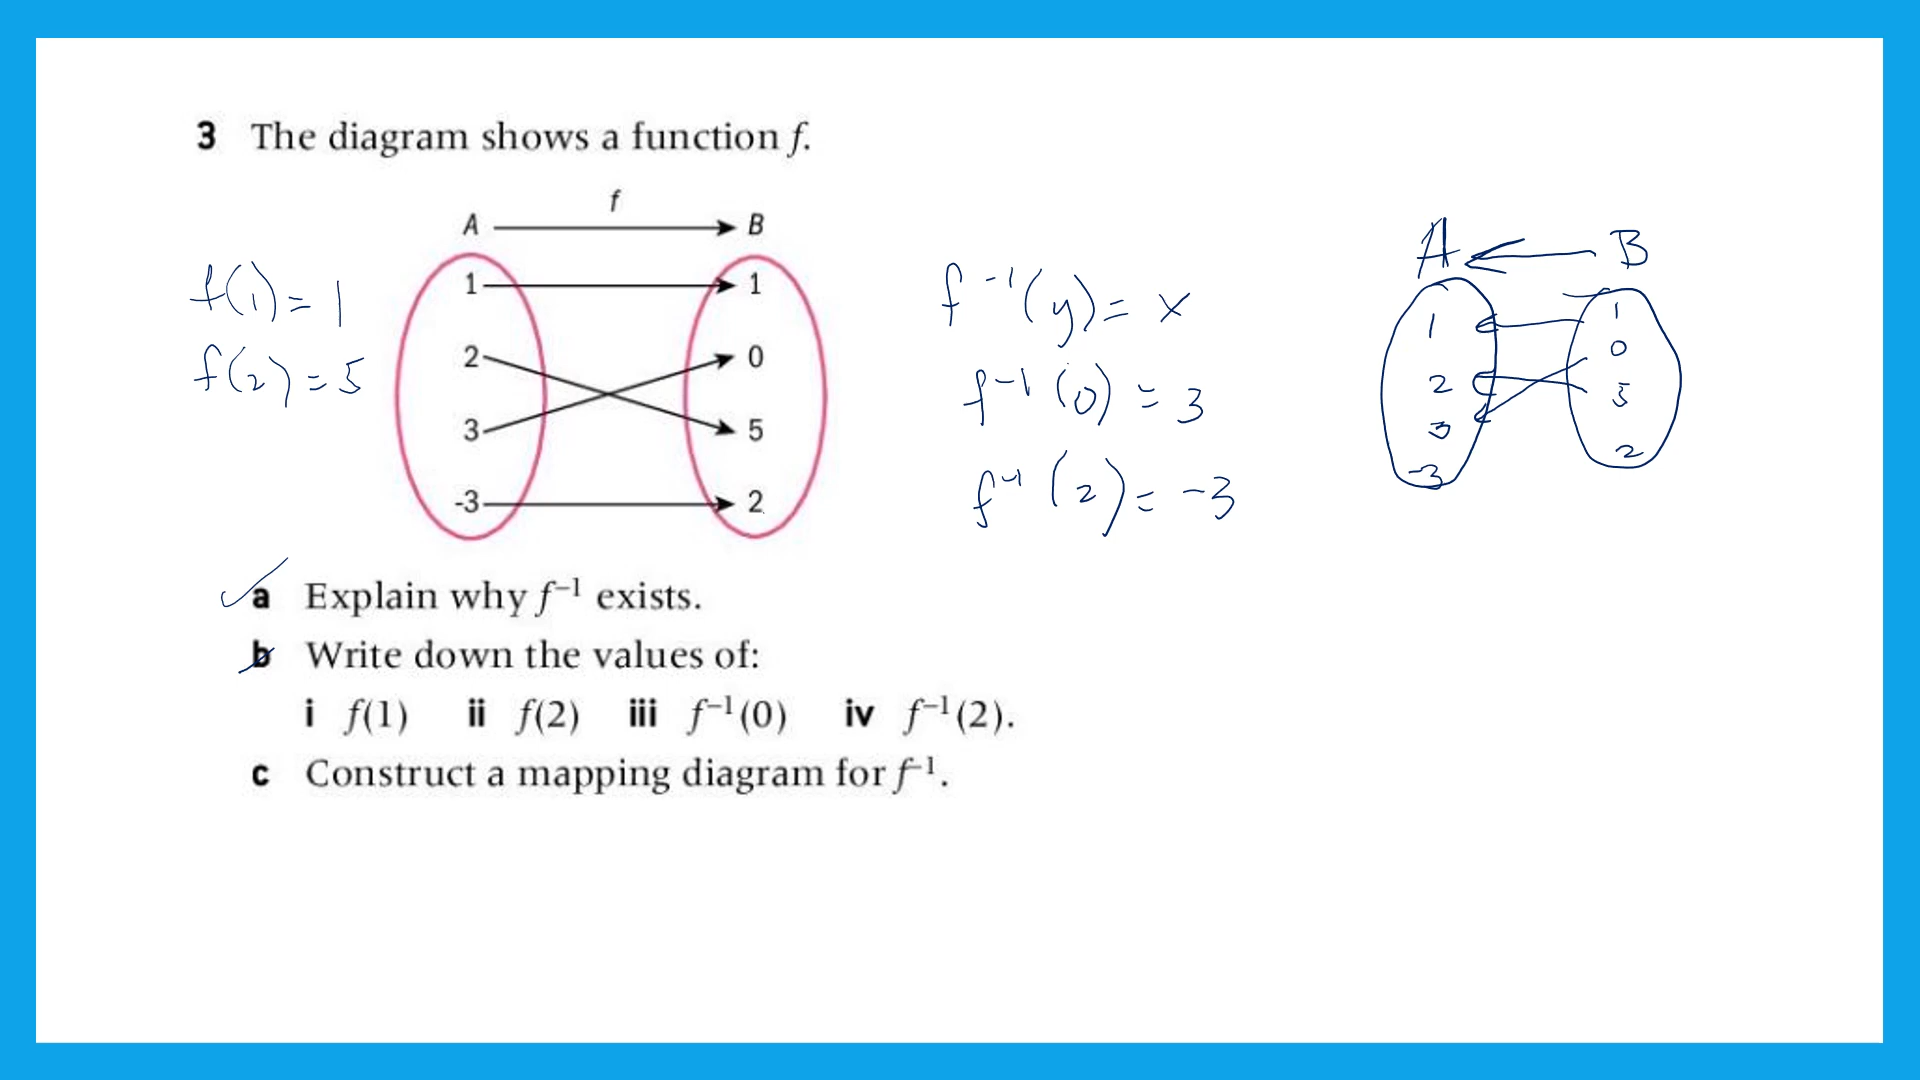 3 The diagram shows a function f.
f
A B
1 1
2 0
3 5
-3 2
f(1) = 1
f(2) = 5
f⁻¹(y) = x
f⁻¹(0) = 3
f⁻¹(2) = -3
A B
1 1
2 0
3 5
-3 2
a Explain why f⁻¹ exists.
b Write down the values of:
i f(1) ii f(2) iii f⁻¹(0) iv f⁻¹(2).
c Construct a mapping diagram for f⁻¹.